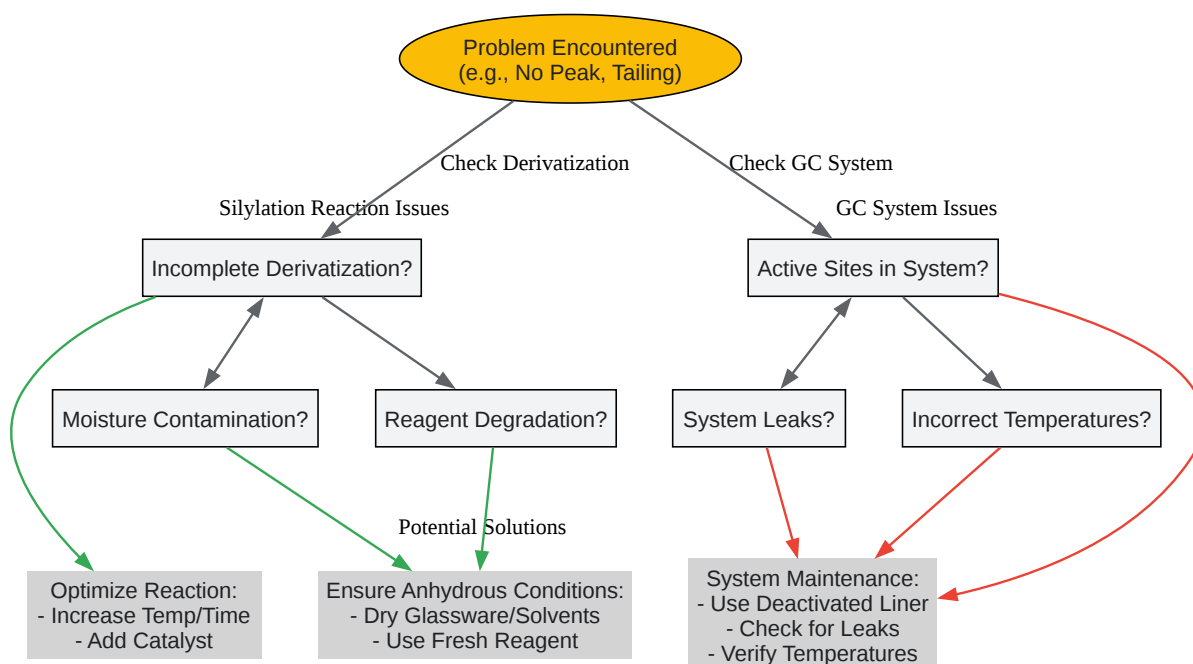 Problem Encountered
(e.g., No Peak, Tailing)
Check Derivatization
Check GC System
Silylation Reaction Issues
GC System Issues
Incomplete Derivatization?
Active Sites in System?
Moisture Contamination?
Reagent Degradation?
System Leaks?
Incorrect Temperatures?
Potential Solutions
Optimize Reaction:
- Increase Temp/Time
- Add Catalyst
Ensure Anhydrous Conditions:
- Dry Glassware/Solvents
- Use Fresh Reagent
System Maintenance:
- Use Deactivated Liner
- Check for Leaks
- Verify Temperatures